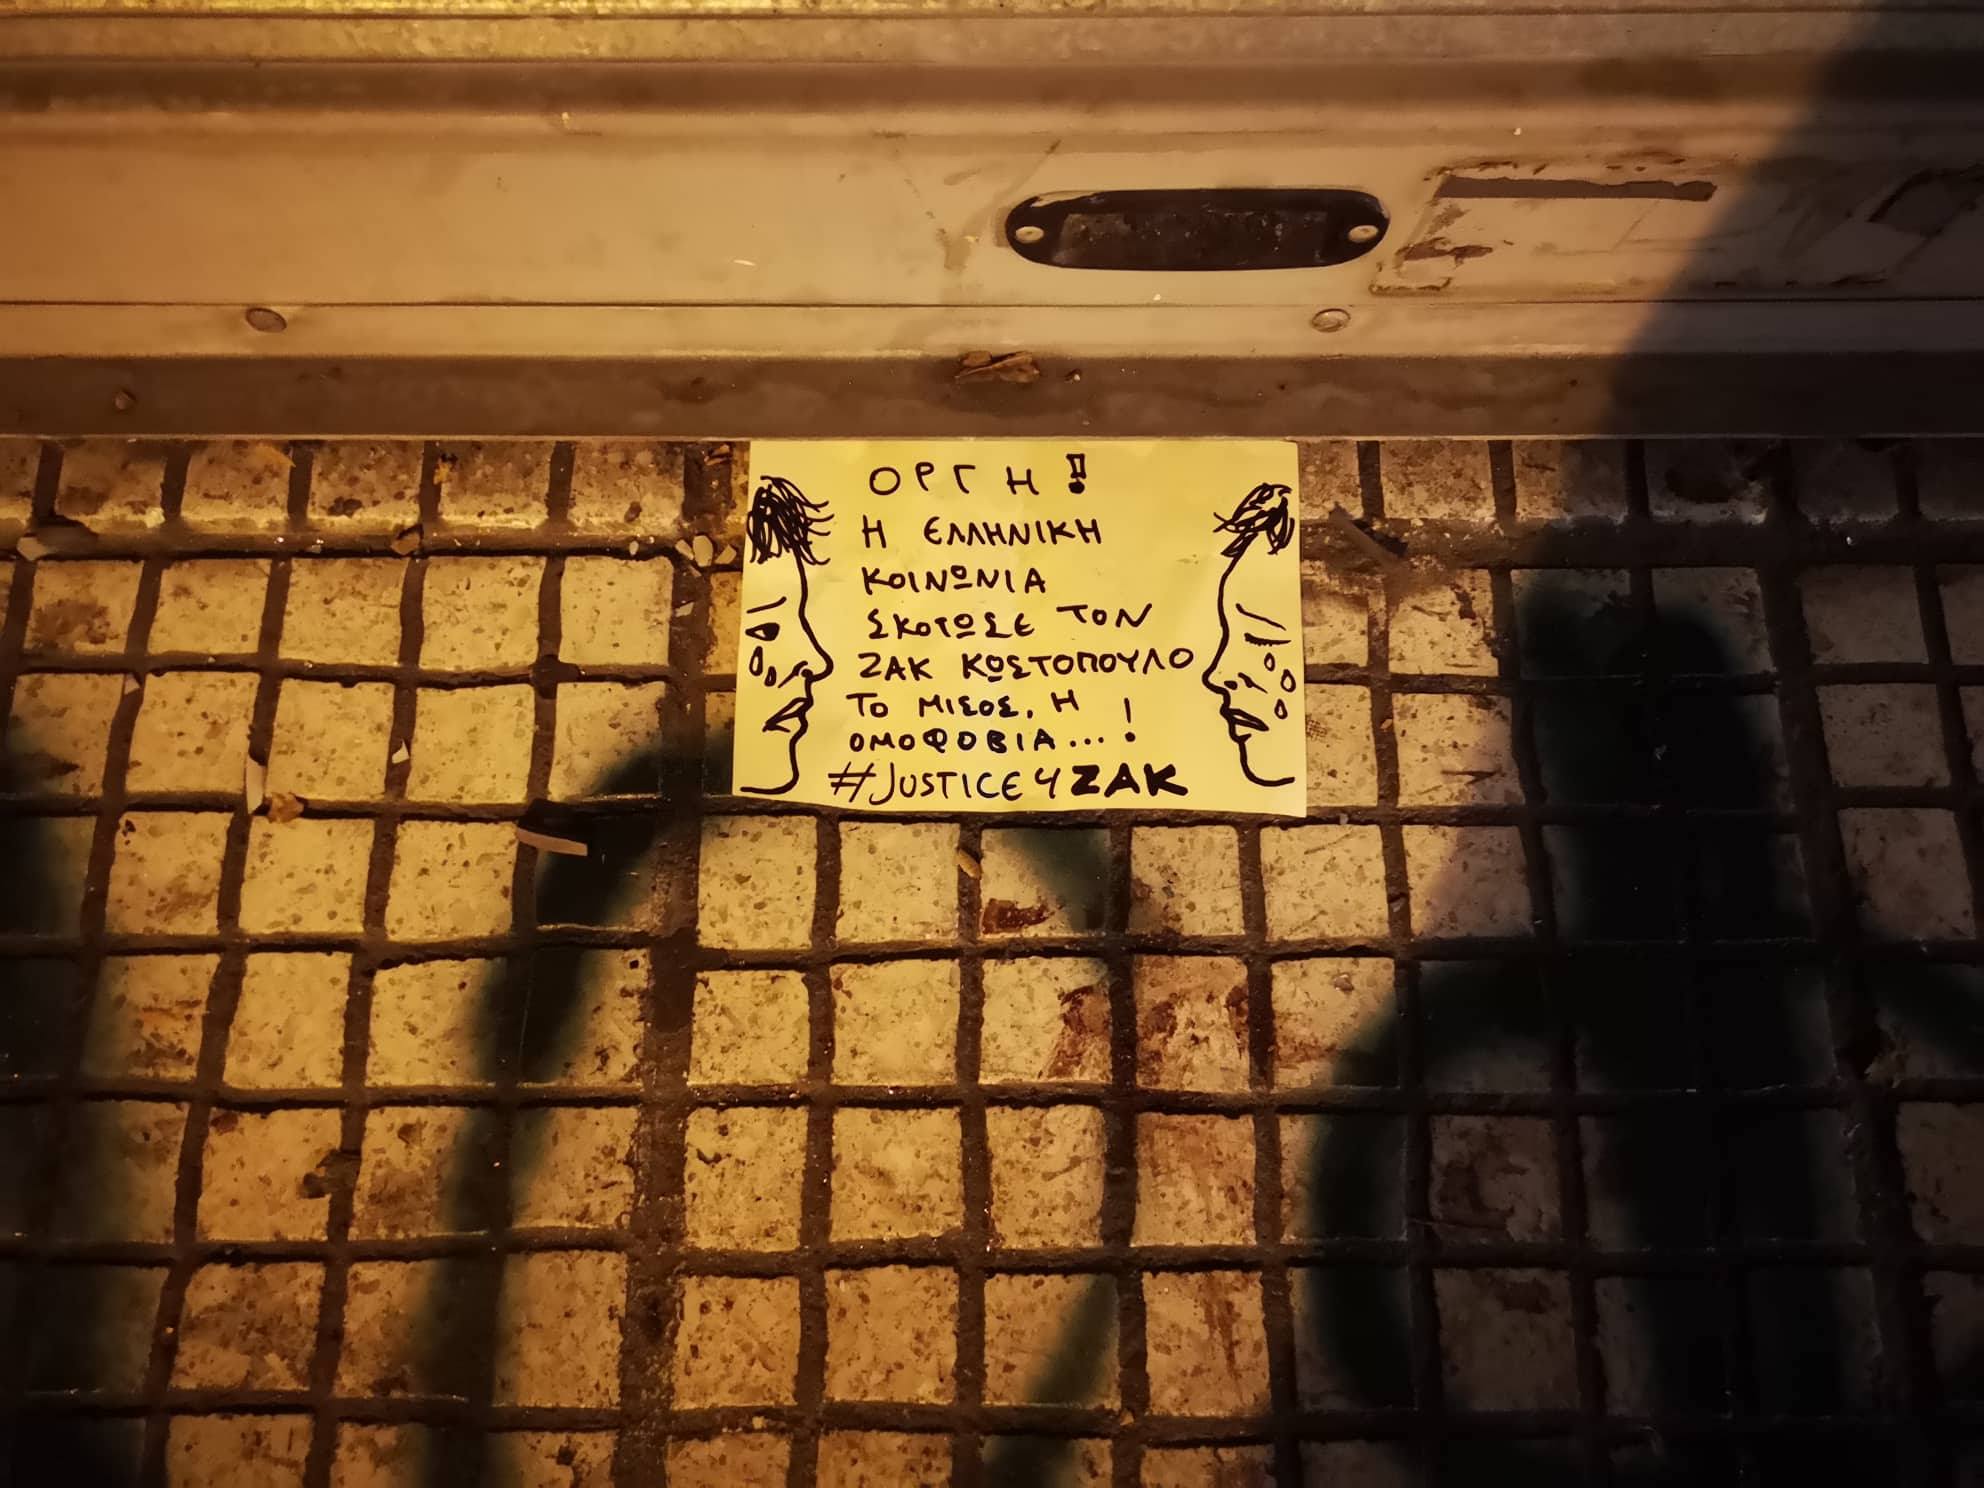 ΟΡΓΗ!!
Η ΕΛΛΗΝΙΚΗ
ΚΟΙΝΩΝΙΑ
ΣΚΟΤΩΣΕ ΤΟΝ
ΖΑΚ ΚΩΣΤΟΠΟΥΛΟ
ΤΟ ΜΙΣΟΣ, Η
ΟΜΟΦΟΒΙΑ...!
#JUSTICE4ZAK